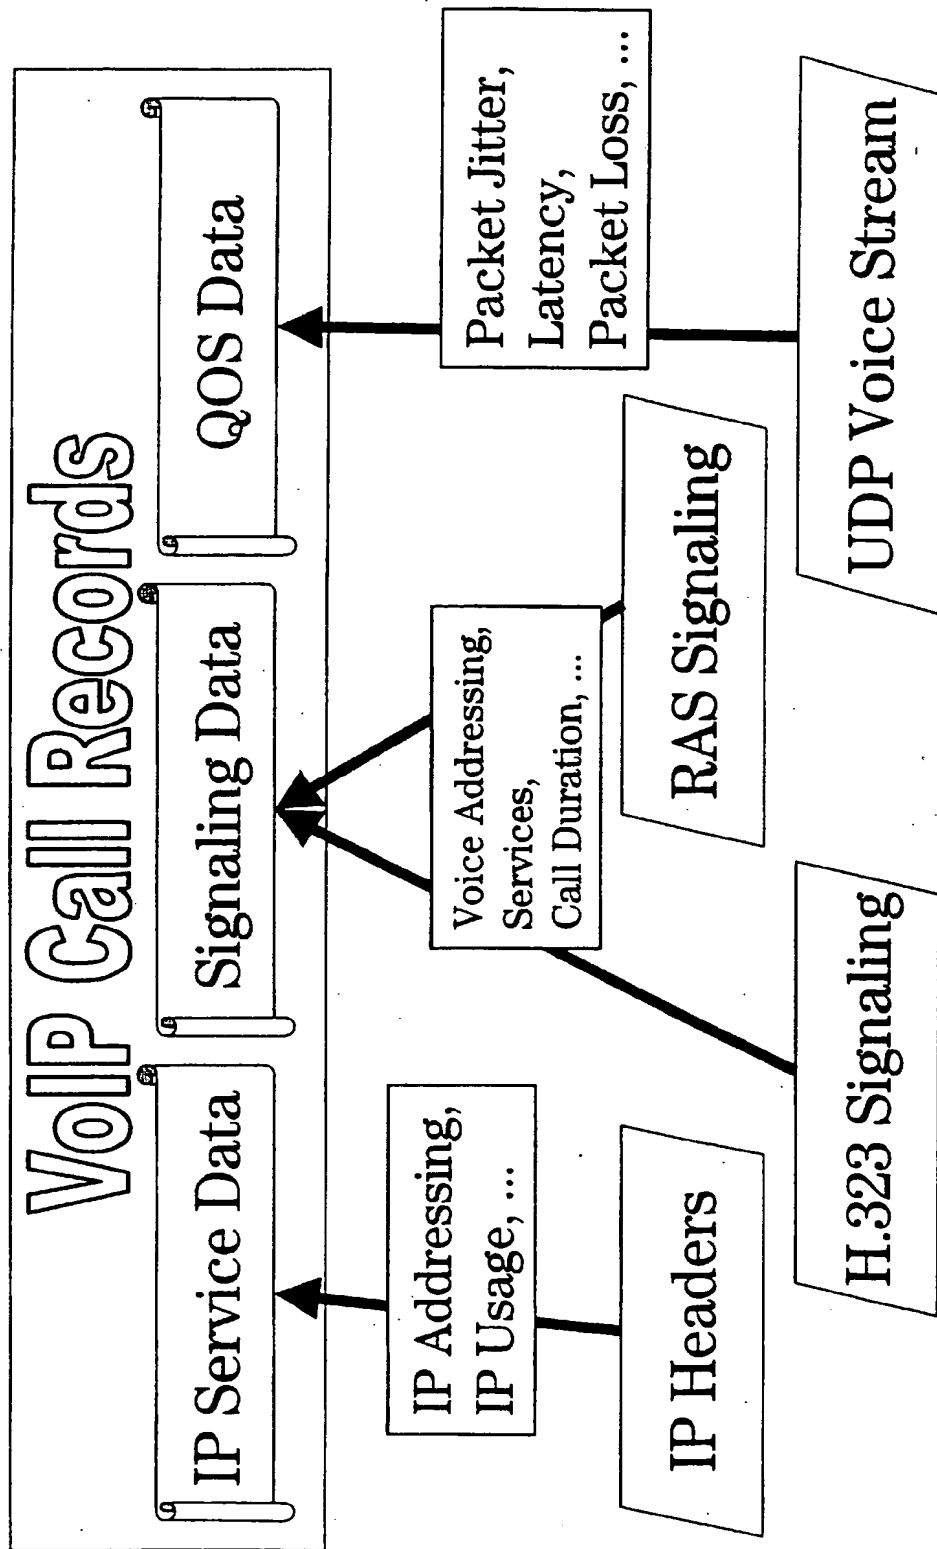 VoIP Call Records
IP Service Data
Signaling Data
QOS Data
IP Addressing,
IP Usage, ...
Voice Addressing,
Services,
Call Duration, ...
Packet Jitter,
Latency,
Packet Loss, ...
IP Headers
H.323 Signaling
RAS Signaling
UDP Voice Stream